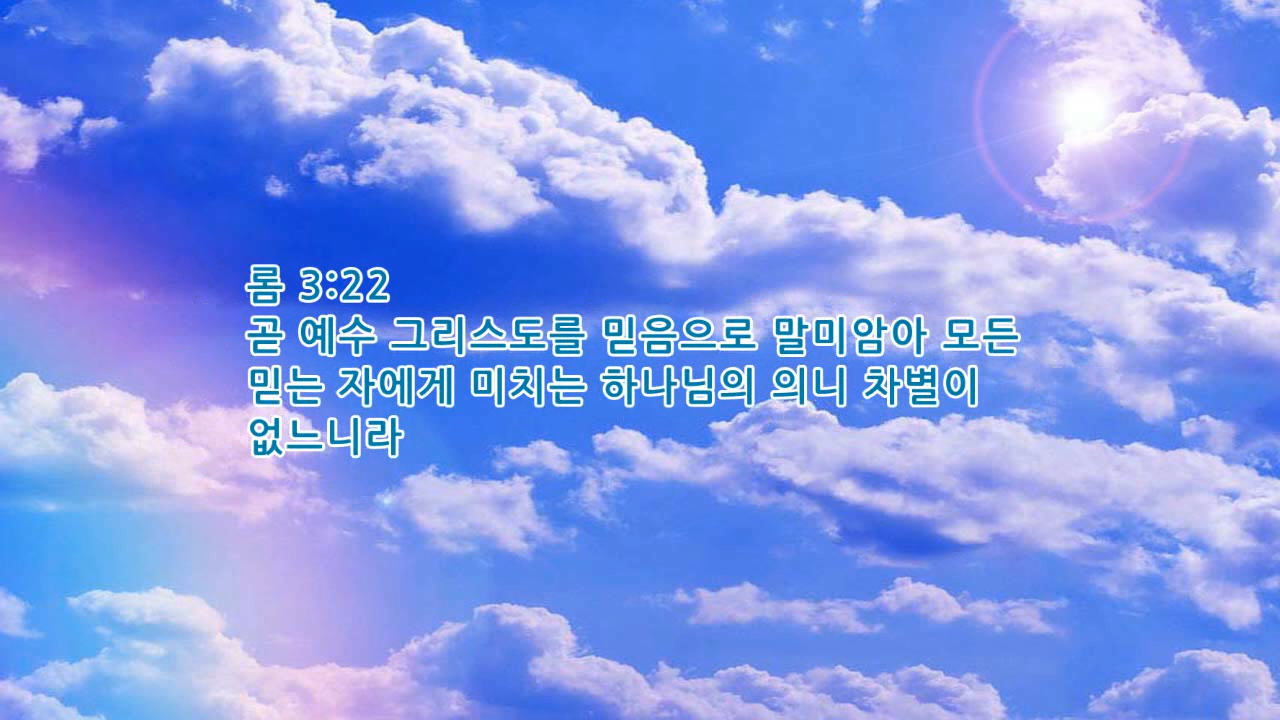 롬 3:22
곧 예수 그리스도를 믿음으로 말미암아 모든
믿는 자에게 미치는 하나님의 의니 차별이
없느니라